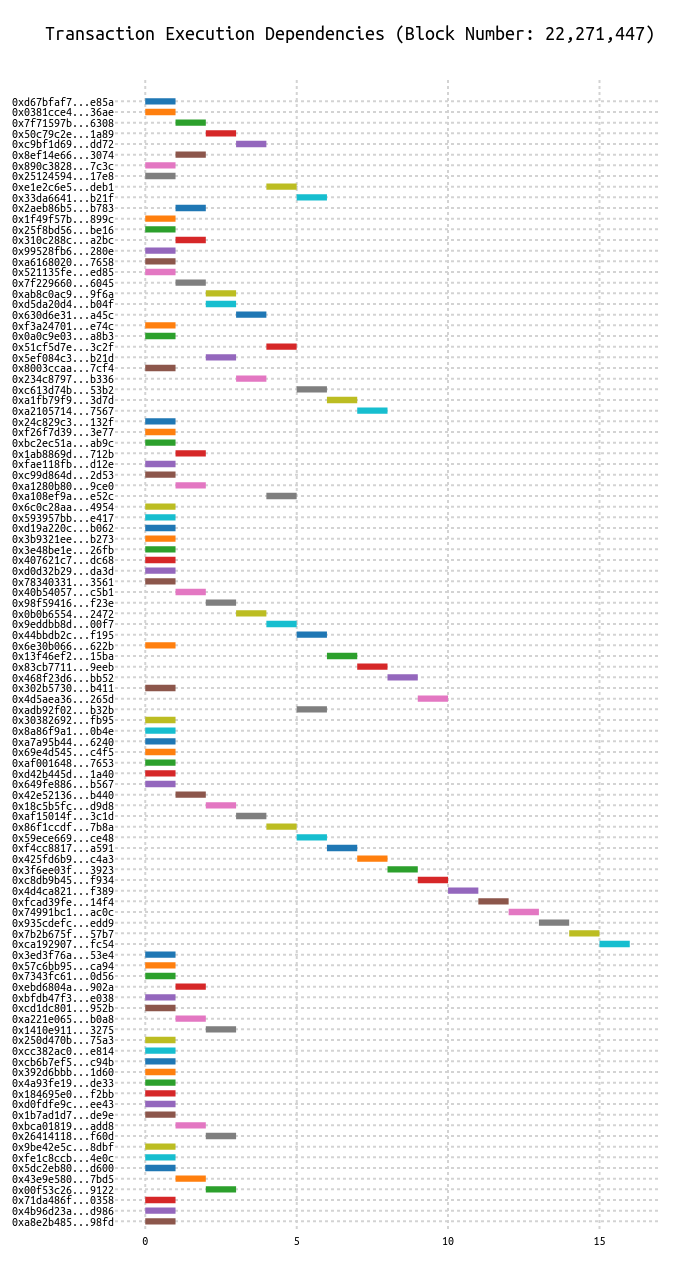 Transaction Execution Dependencies (Block Number: 22,271,447)
0xd67bfaf7...e85a
0x0381cce4...36ae
0x7f71597b...6308
0x50c79c2e...1a89
0xc9bf1d69...dd72
0x8ef14e66...3074
0x890c3828...7c3c
0x25124594...17e8
0xe1e2c6e5...deb1
0x33da6641...b21f
0x2aeb86b5...b783
0x1f49f57b...899c
0x25f8bd56...be16
0x310c288c...a2bc
0x99528fb6...280e
0xa6168020...7658
0x521135fe...ed85
0x7f229660...6045
0xab8c0ac9...9f6a
0xd5da20d4...b04f
0x630d6e31...a45c
0xf3a24701...e74c
0x0a0c9e03...a8b3
0x51cf5d7e...3c2f
0x5ef084c3...b21d
0x8003ccaa...7cf4
0x234c8797...b336
0xc613d74b...53b2
0xa1fb79f9...3d7d
0xa2105714...7567
0x24c829c3...132f
0xf26f7d39...3e77
0xbc2ec51a...ab9c
0x1ab8869d...712b
0xfae118fb...d12e
0xc99d864d...2d53
0xa1280b80...9ce0
0xa108ef9a...e52c
0x6c0c28aa...4954
0x593957bb...e417
0xd19a220c...b062
0x3b9321ee...b273
0x3e48be1e...26fb
0x407621c7...dc68
0xd0d32b29...da3d
0x78340331...3561
0x40b54057...c5b1
0x98f59416...f23e
0x0b0b6554...2472
0x9eddbb8d...00f7
0x44bbdb2c...f195
0x6e30b066...622b
0x13f46ef2...15ba
0x83cb7711...9eeb
0x468f23d6...bb52
0x302b5730...b411
0x4d5aea36...265d
0xadb92f02...b32b
0x30382692...fb95
0x8a86f9a1...0b4e
0xa7a95b44...6240
0x69e4d545...c4f5
0xaf001648...7653
0xd42b445d...1a40
0x649fe886...b567
0x42e52136...b440
0x18c5b5fc...d9d8
0xaf15014f...3c1d
0x86f1ccdf...7b8a
0x59ece669...ce48
0xf4cc8817...a591
0x425fd6b9...c4a3
0x3f6ee03f...3923
0xc8db9b45...f934
0x4d4ca821...f389
0xfcad39fe...14f4
0x74991bc1...ac0c
0x935cdefc...edd9
0x7b2b675f...57b7
0xca192907...fc54
0x3ed3f76a...53e4
0x57c6bb95...ca94
0x7343fc61...0d56
0xebd6804a...902a
0xbfdb47f3...e038
0xcd1dc801...952b
0xa221e065...b0a8
0x1410e911...3275
0x250d470b...75a3
0xcc382ac0...e814
0xcb6b7ef5...c94b
0x392d6bbb...1d60
0x4a93fe19...de33
0x184695e0...f2bb
0xd0fdfe9c...ee43
0x1b7ad1d7...de9e
0xbca01819...add8
0x26414118...f60d
0x9be42e5c...8dbf
0xfe1c8ccb...4e0c
0x5dc2eb80...d600
0x43e9e580...7bd5
0x00f53c26...9122
0x71da486f...0358
0x4b96d23a...d986
0xa8e2b485...98fd
0 5 10 15